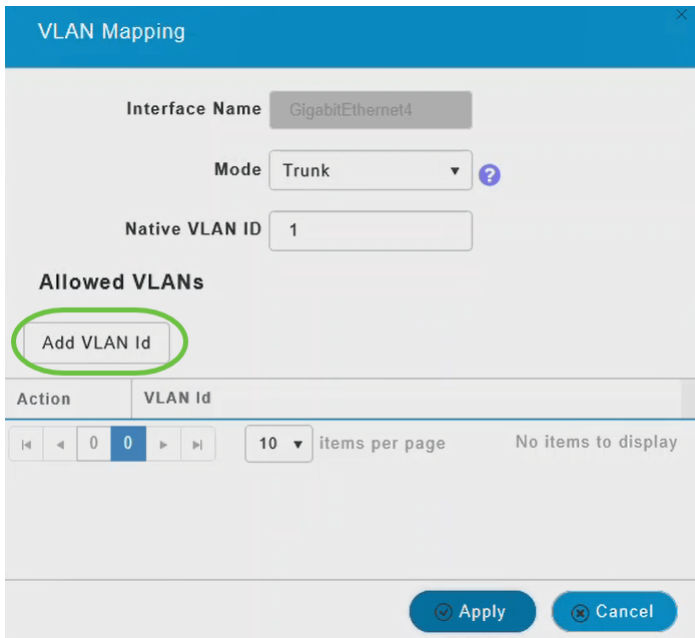 VLAN Mapping
Interface Name GigabitEthernet4
Mode Trunk ?
Native VLAN ID 1
Allowed VLANs
Add VLAN Id
Action VLAN Id
0 0 10 items per page No items to display
Apply Cancel